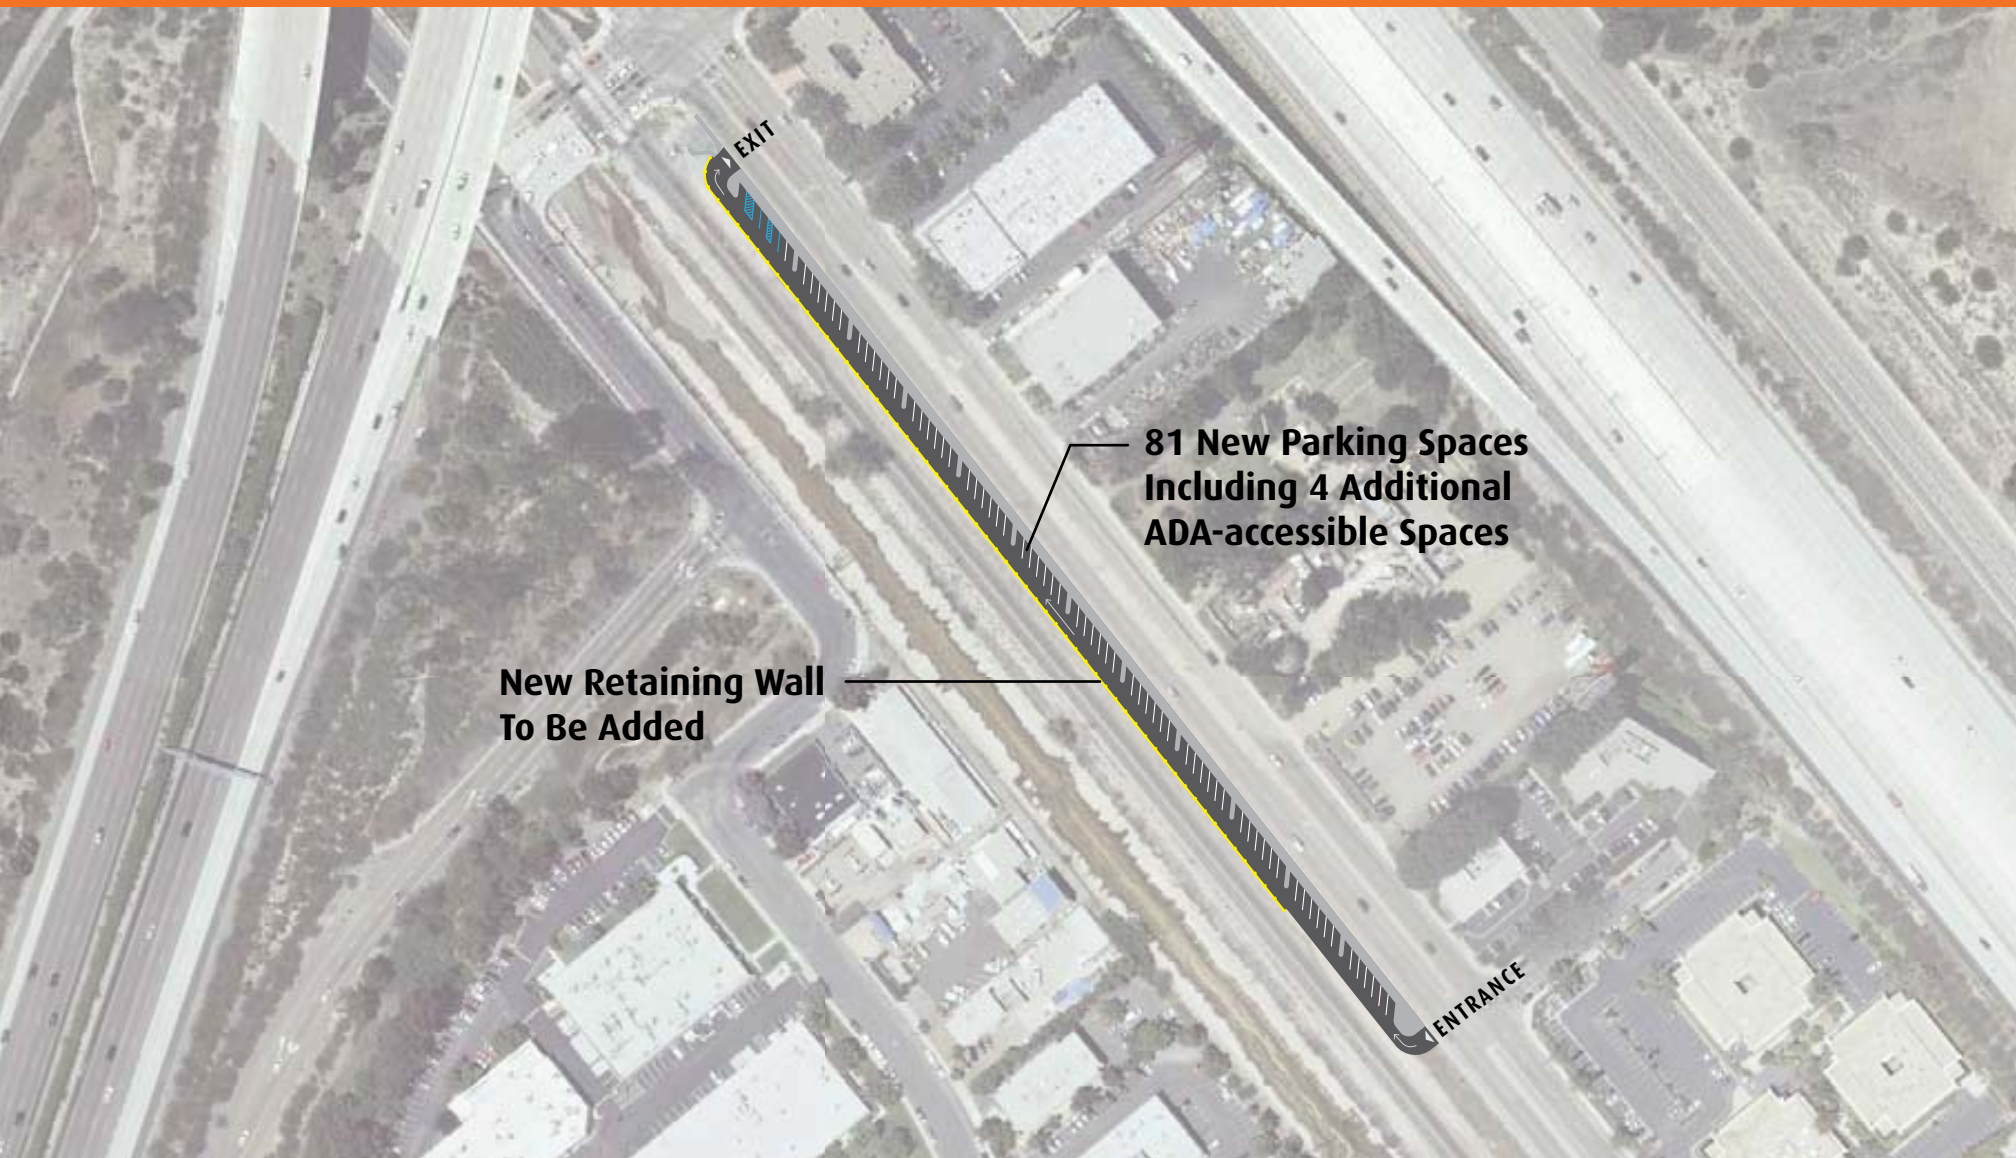 EXIT
81 New Parking Spaces
Including 4 Additional
ADA-accessible Spaces
New Retaining Wall
To Be Added
ENTRANCE